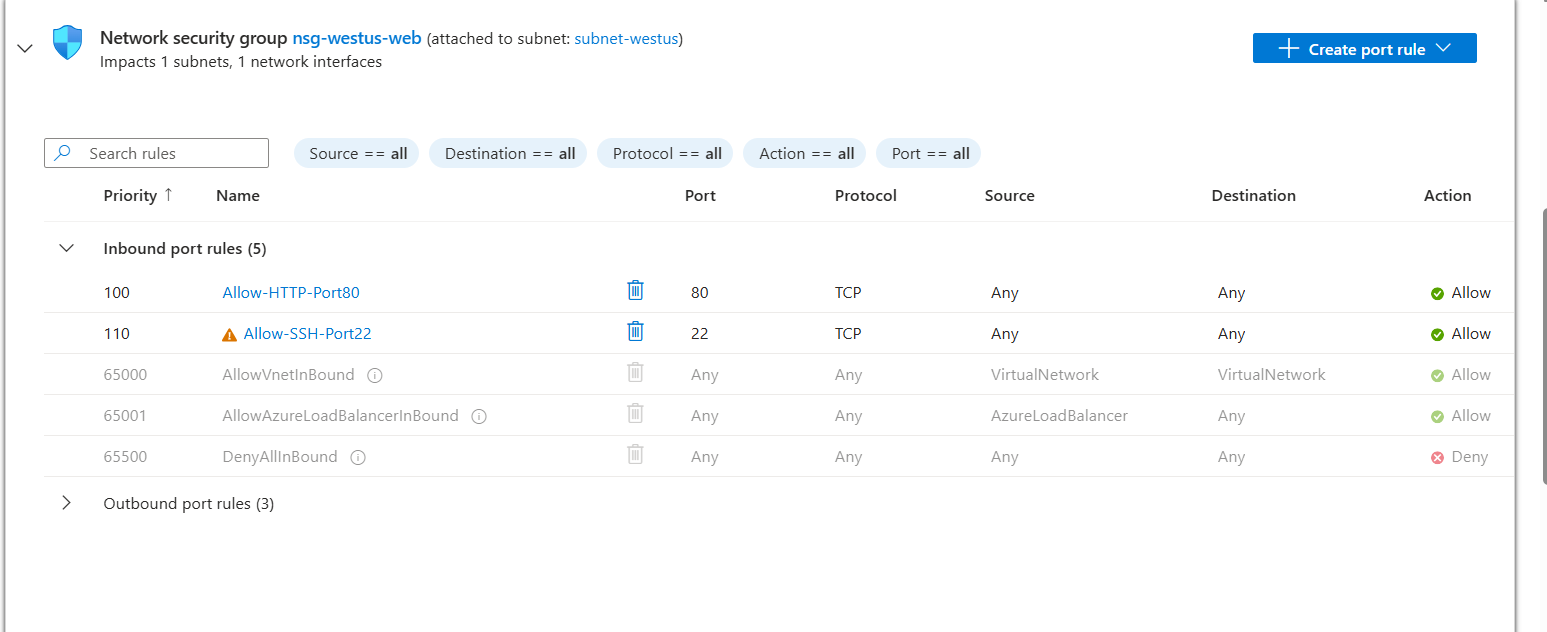 Network security group nsg-westus-web (attached to subnet: subnet-westus)
Impacts 1 subnets, 1 network interfaces
Create port rule
Search rules
Source == all
Destination == all
Protocol == all
Action == all
Port == all
Priority ↑ Name Port Protocol Source Destination Action
Inbound port rules (5)
100 Allow-HTTP-Port80 80 TCP Any Any Allow
110 Allow-SSH-Port22 22 TCP Any Any Allow
65000 AllowVnetInBound Any Any VirtualNetwork VirtualNetwork Allow
65001 AllowAzureLoadBalancerInBound Any Any AzureLoadBalancer Any Allow
65500 DenyAllInBound Any Any Any Any Deny
Outbound port rules (3)